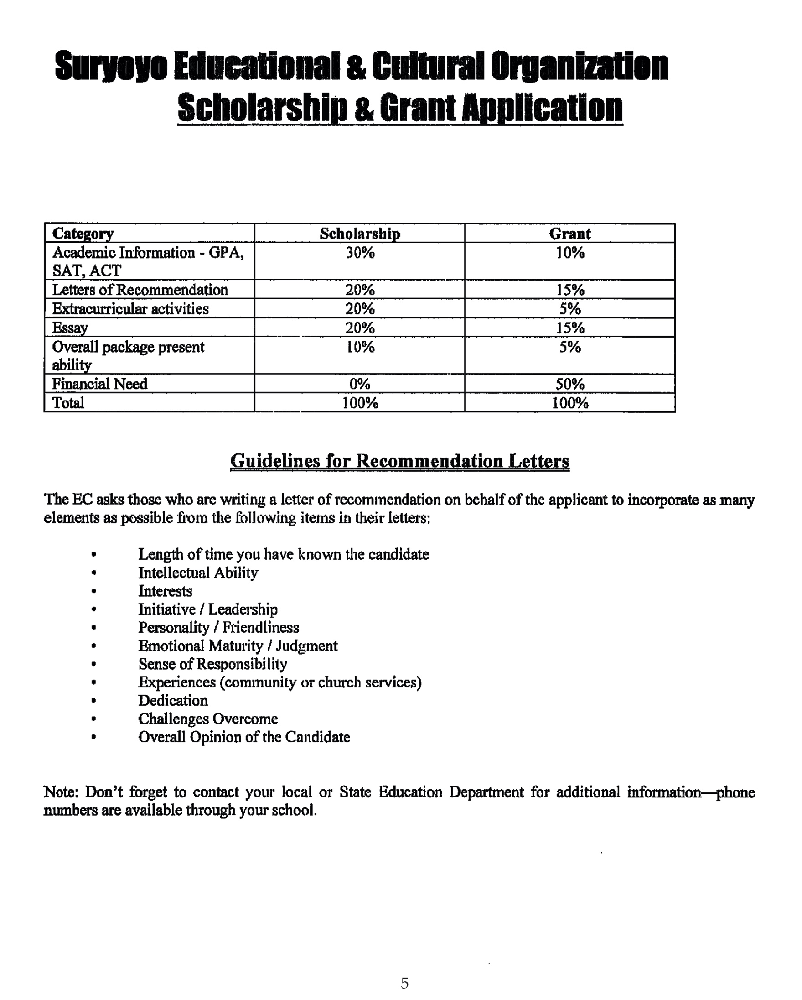 Suryoyo Educational & Cultural Organization
Scholarship & Grant Application
Category Scholarship Grant
Academic Information - GPA, 30% 10%
SAT, ACT
Letters of Recommendation 20% 15%
Extracurricular activities 20% 5%
Essay 20% 15%
Overall package present 10% 5%
ability
Financial Need 0% 50%
Total 100% 100%
Guidelines for Recommendation Letters
The EC asks those who are writing a letter of recommendation on behalf of the applicant to incorporate as many
elements as possible from the following items in their letters:
• Length of time you have known the candidate
• Intellectual Ability
• Interests
• Initiative / Leadership
• Personality / Friendliness
• Emotional Maturity / Judgment
• Sense of Responsibility
• Experiences (community or church services)
• Dedication
• Challenges Overcome
• Overall Opinion of the Candidate
Note: Don't forget to contact your local or State Education Department for additional information—phone
numbers are available through your school.
5